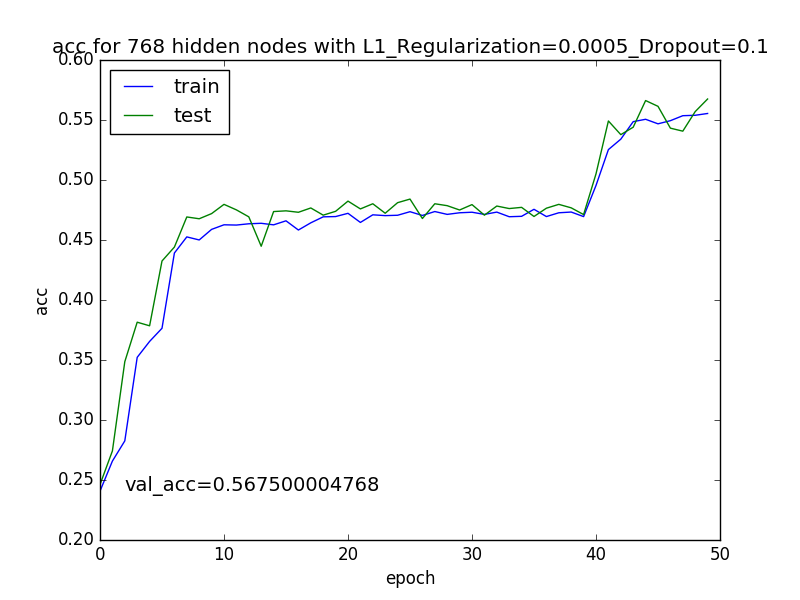 acc for 768 hidden nodes with L1_Regularization=0.0005_Dropout=0.1
train
test
0.60
0.55
0.50
0.45
0.40
0.35
0.30
0.25
0.20
acc
val_acc=0.567500004768
0 10 20 30 40 50
epoch